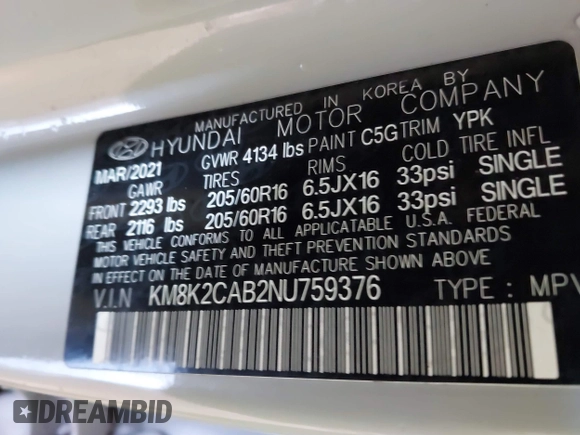 MANUFACTURED IN KOREA BY
HYUNDAI MOTOR COMPANY
MAR/2021 GVWR 4134 lbs PAINT C5G TRIM YPK
GAWR TIRES RIMS COLD TIRE INFL
FRONT 2293 lbs 205/60R16 6.5JX16 33psi SINGLE
REAR 2116 lbs 205/60R16 6.5JX16 33psi SINGLE
THIS VEHICLE CONFORMS TO ALL APPLICATABLE U.S.A. FEDERAL
MOTOR VEHICLE SAFETY AND THEFT PREVENTION STANDARDS
IN EFFECT ON THE DATE OF MANUFACTURE SHOWN ABOVE
V.I.N KM8K2CAB2NU759376 TYPE : MPV
DREAMBID